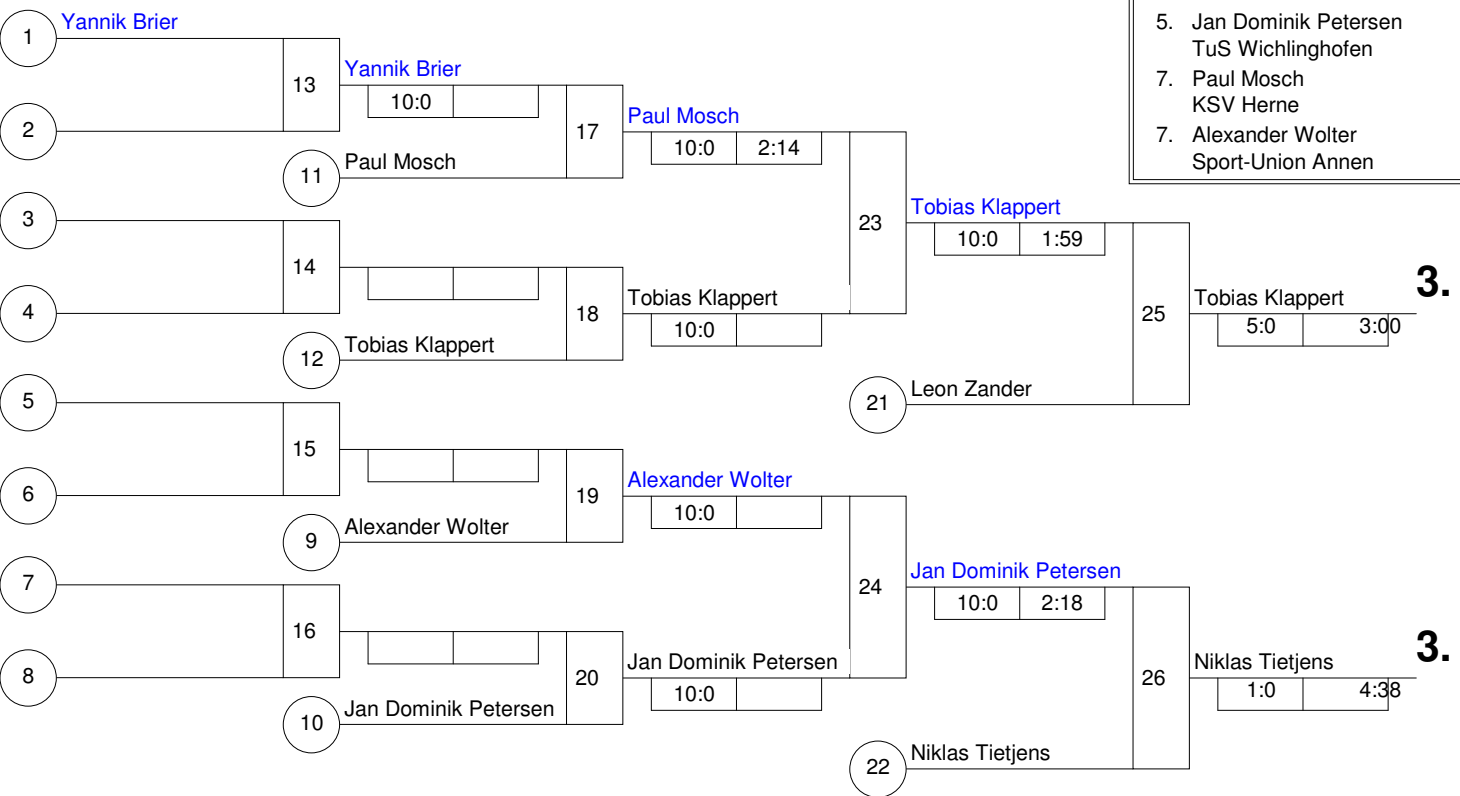 1
Yannik Brier
2
13
Yannik Brier
10:0
11
Paul Mosch
17
Paul Mosch
10:0 2:14
3
4
14
12
Tobias Klappert
18
Tobias Klappert
10:0
23
Tobias Klappert
10:0 1:59
21
Leon Zander
25
Tobias Klappert
5:0 3:00
3.
5
6
15
9
Alexander Wolter
19
Alexander Wolter
10:0
7
8
16
10
Jan Dominik Petersen
20
Jan Dominik Petersen
10:0
24
Jan Dominik Petersen
10:0 2:18
22
Niklas Tietjens
26
Niklas Tietjens
1:0 4:38
3.
5. Jan Dominik Petersen
TuS Wichlinghofen
7. Paul Mosch
KSV Herne
7. Alexander Wolter
Sport-Union Annen